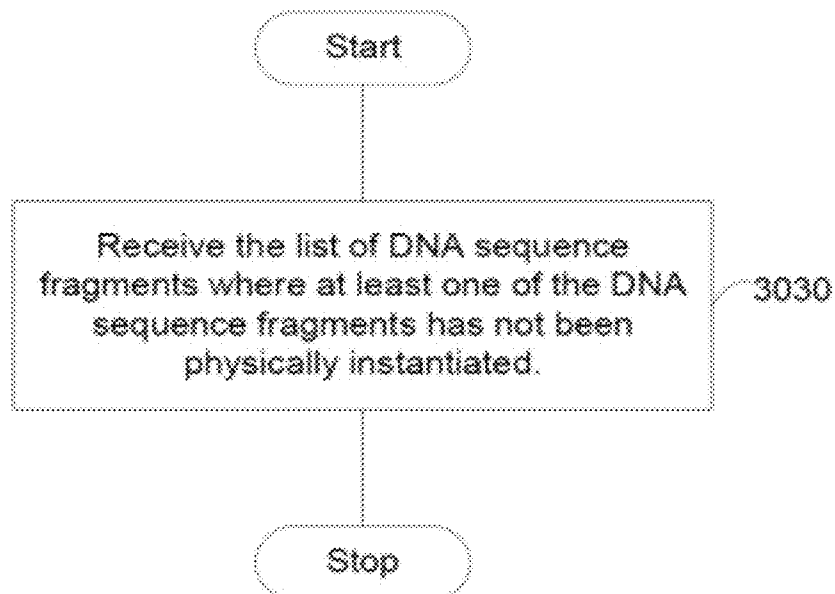 Start
Receive the list of DNA sequence
fragments where at least one of the DNA
sequence fragments has not been
physically instantiated.
3030
Stop